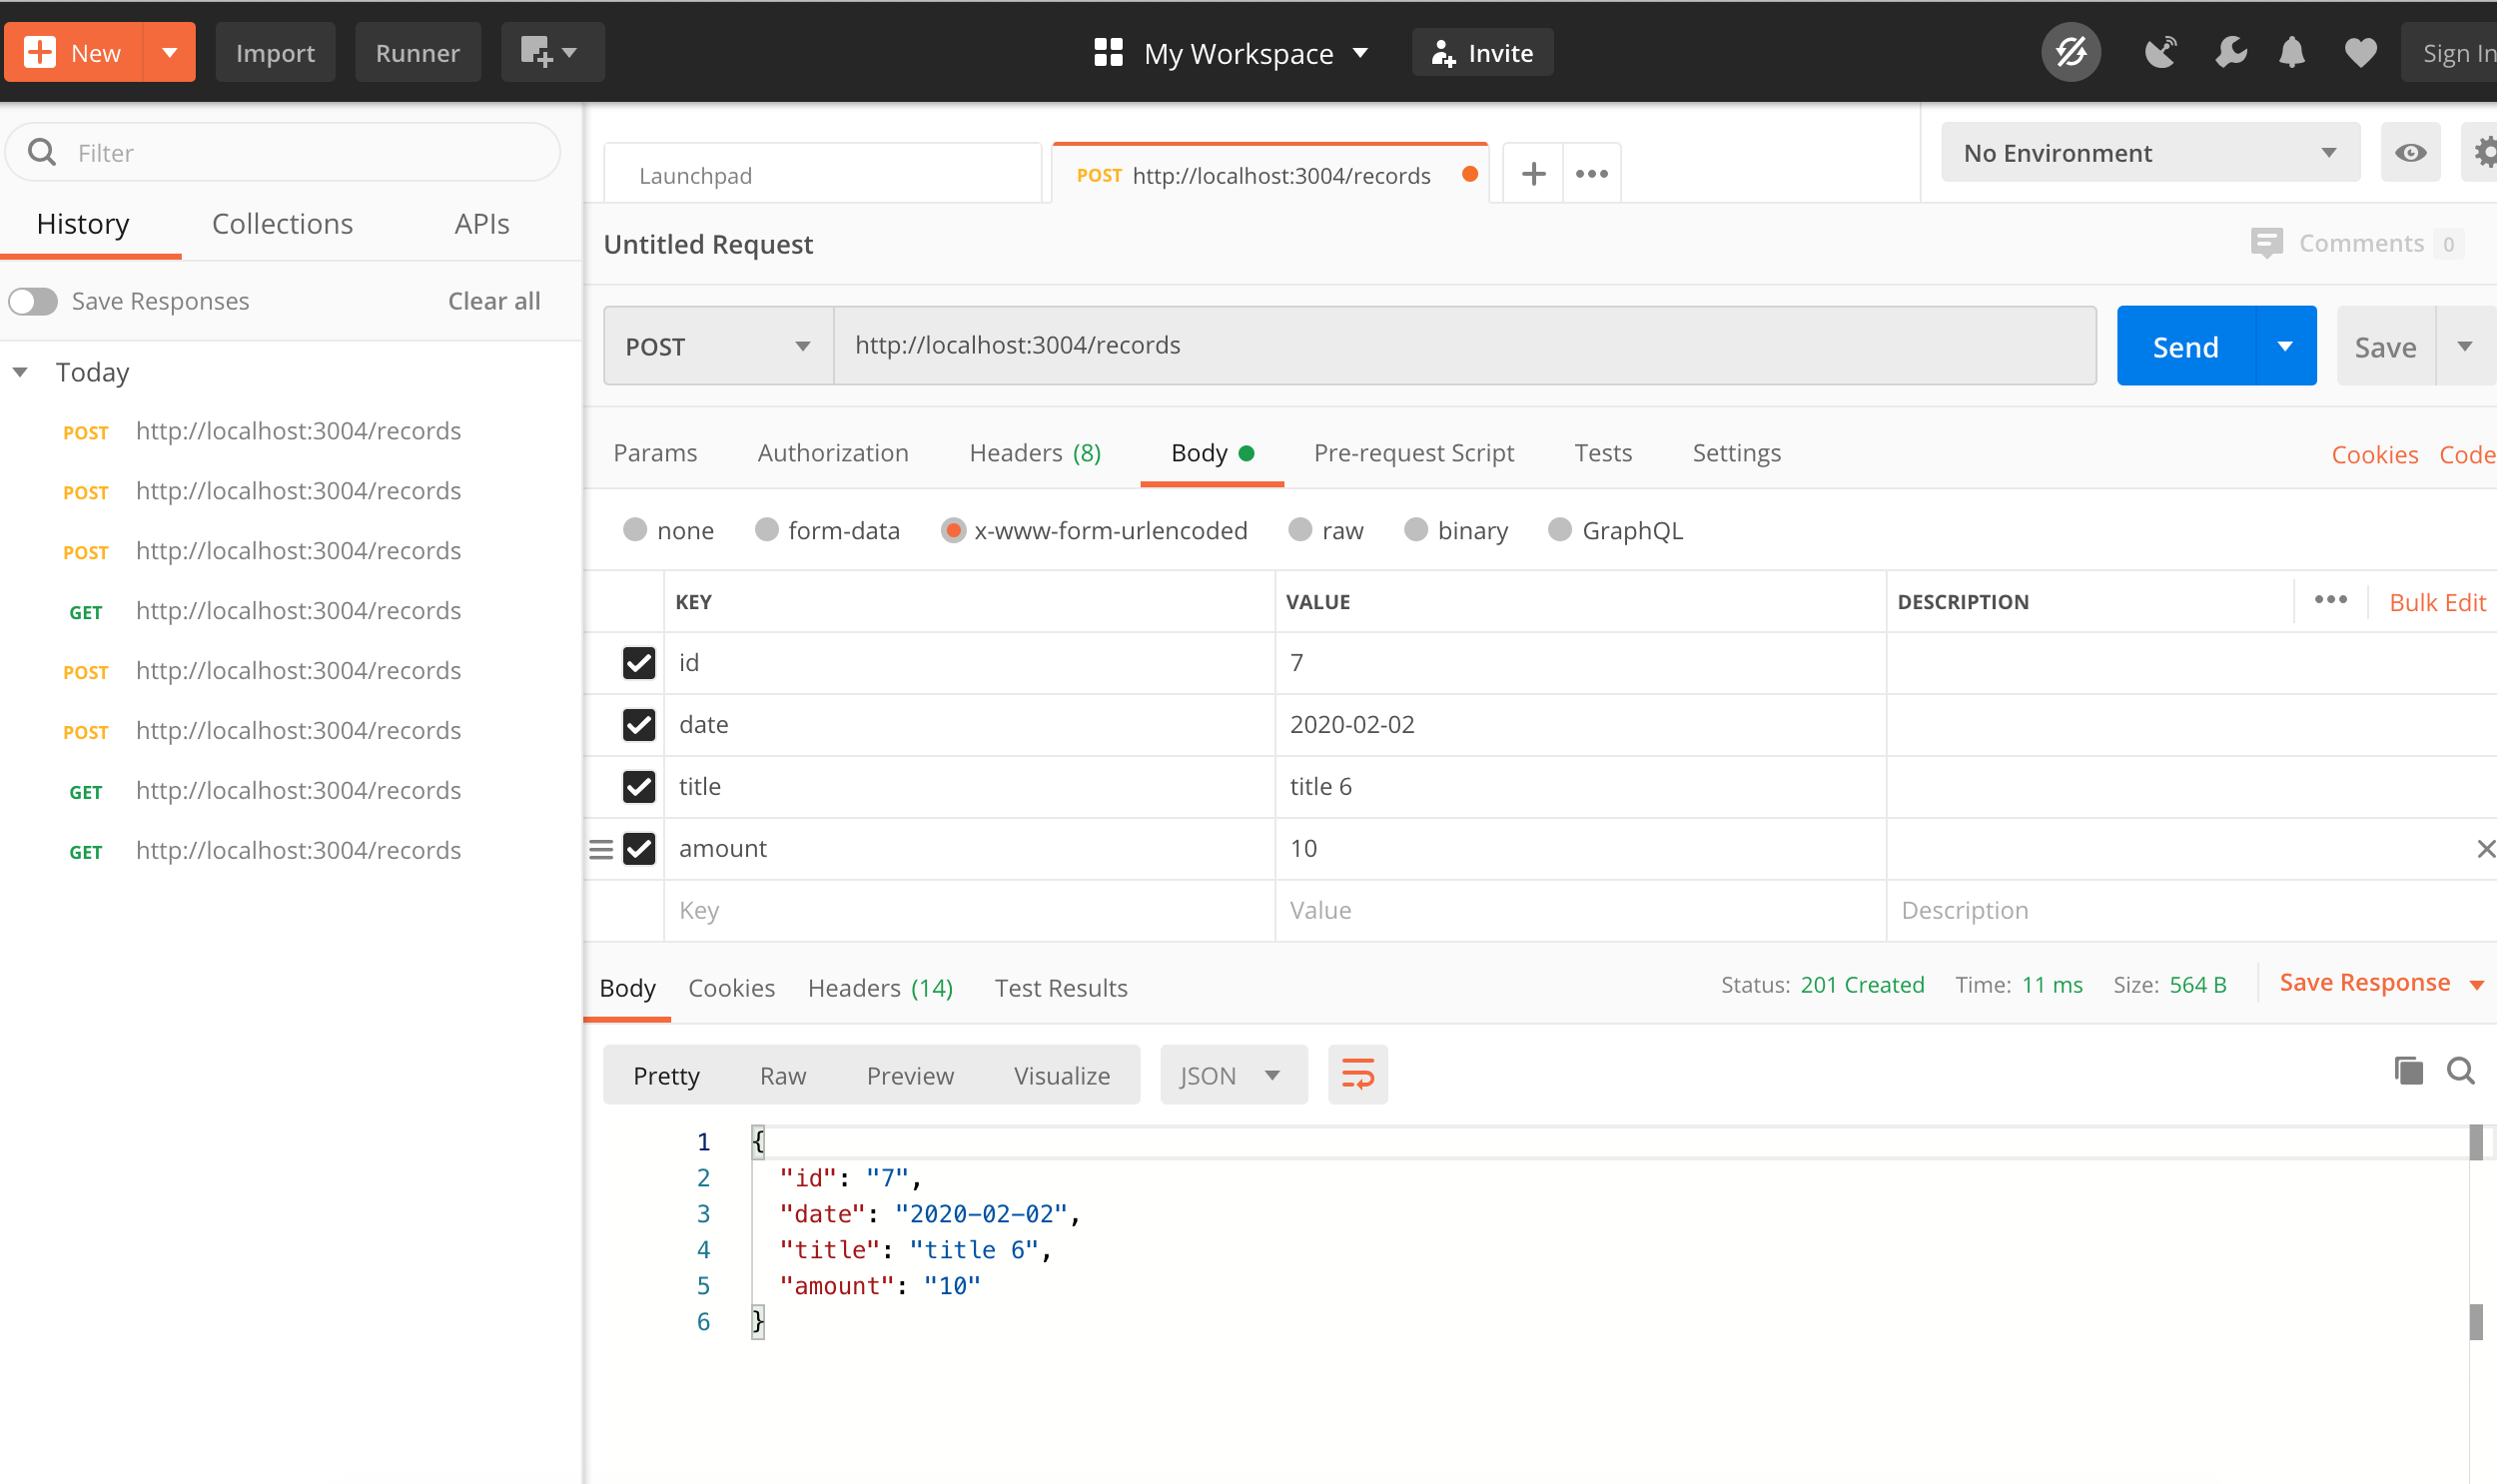 New
Import
Runner
My Workspace
Invite
Sign In
Filter
History Collections APIs
Save Responses Clear all
Today
POST http://localhost:3004/records
POST http://localhost:3004/records
POST http://localhost:3004/records
GET http://localhost:3004/records
POST http://localhost:3004/records
POST http://localhost:3004/records
GET http://localhost:3004/records
GET http://localhost:3004/records
Launchpad
POST http://localhost:3004/records
No Environment
Untitled Request
Comments 0
POST http://localhost:3004/records Send Save
Params Authorization Headers (8) Body Pre-request Script Tests Settings Cookies Code
none form-data x-www-form-urlencoded raw binary GraphQL
KEY VALUE DESCRIPTION Bulk Edit
id 7
date 2020-02-02
title title 6
amount 10
Key Value Description
Body Cookies Headers (14) Test Results Status: 201 Created Time: 11 ms Size: 564 B Save Response
Pretty Raw Preview Visualize JSON
1 {
2 "id": "7",
3 "date": "2020-02-02",
4 "title": "title 6",
5 "amount": "10"
6 }